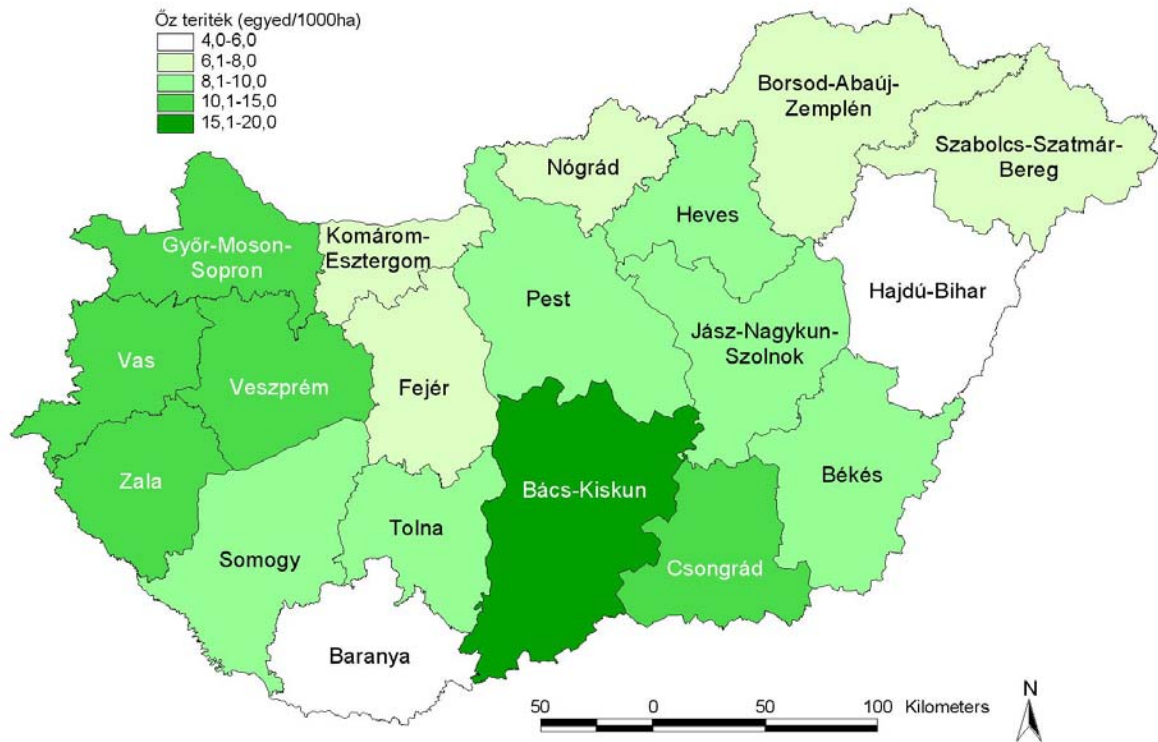 Őz teríték (egyed/1000ha)
4,0-6,0
6,1-8,0
8,1-10,0
10,1-15,0
15,1-20,0
Borsod-Abaúj-
Zemplén
Szabolcs-Szatmár-
Bereg
Nógrád
Heves
Győr-Moson-
Sopron
Komárom-
Esztergom
Pest
Hajdú-Bihar
Jász-Nagykun-
Szolnok
Vas
Veszprém
Fejér
Zala
Bács-Kiskun
Békés
Tolna
Somogy
Csongrád
Baranya
50 0 50 100 Kilometers
N